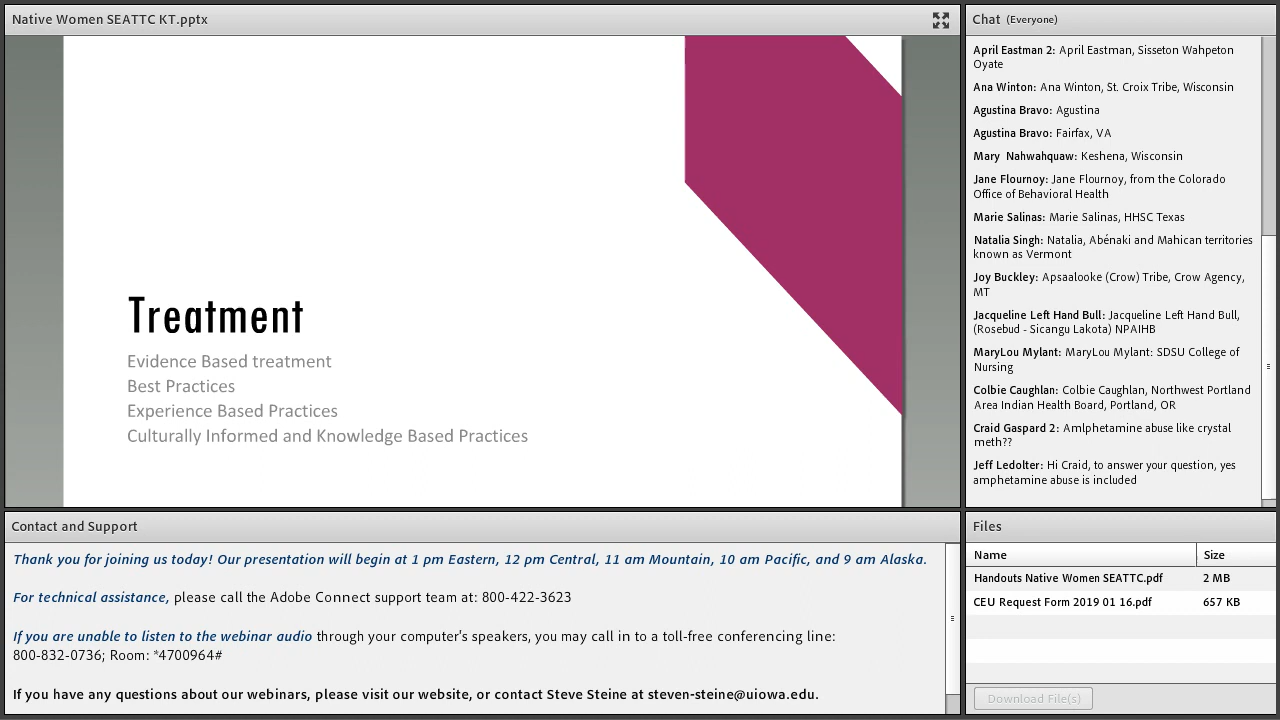 Native Women SEATTC KT.pptx
Treatment
Evidence Based treatment
Best Practices
Experience Based Practices
Culturally Informed and Knowledge Based Practices
Chat (Everyone)
April Eastman 2: April Eastman, Sisseton Wahpeton
Oyate
Ana Winton: Ana Winton, St. Croix Tribe, Wisconsin
Agustina Bravo: Agustina
Agustina Bravo: Fairfax, VA
Mary Nahwahquaw: Keshena, Wisconsin
Jane Flournoy: Jane Flournoy, from the Colorado
Office of Behavioral Health
Marie Salinas: Marie Salinas, HHSC Texas
Natalia Singh: Natalia, Abénaki and Mahican territories
known as Vermont
Joy Buckley: Apsaalooke (Crow) Tribe, Crow Agency,
MT
Jacqueline Left Hand Bull: Jacqueline Left Hand Bull,
(Rosebud - Sicangu Lakota) NPAIHB
MaryLou Mylant: MaryLou Mylant: SDSU College of
Nursing
Colbie Caughlan: Colbie Caughlan, Northwest Portland
Area Indian Health Board, Portland, OR
Craid Gaspard 2: Amlphetamine abuse like crystal
meth??
Jeff Ledolter: Hi Craid, to answer your question, yes
amphetamine abuse is included
Contact and Support
Thank you for joining us today! Our presentation will begin at 1 pm Eastern, 12 pm Central, 11 am Mountain, 10 am Pacific, and 9 am Alaska.
For technical assistance, please call the Adobe Connect support team at: 800-422-3623
If you are unable to listen to the webinar audio through your computer's speakers, you may call in to a toll-free conferencing line:
800-832-0736; Room: *4700964#
If you have any questions about our webinars, please visit our website, or contact Steve Steine at steven-steine@uiowa.edu.
Files
Name Size
Handouts Native Women SEATTC.pdf 2 MB
CEU Request Form 2019 01 16.pdf 657 KB
Download File(s)